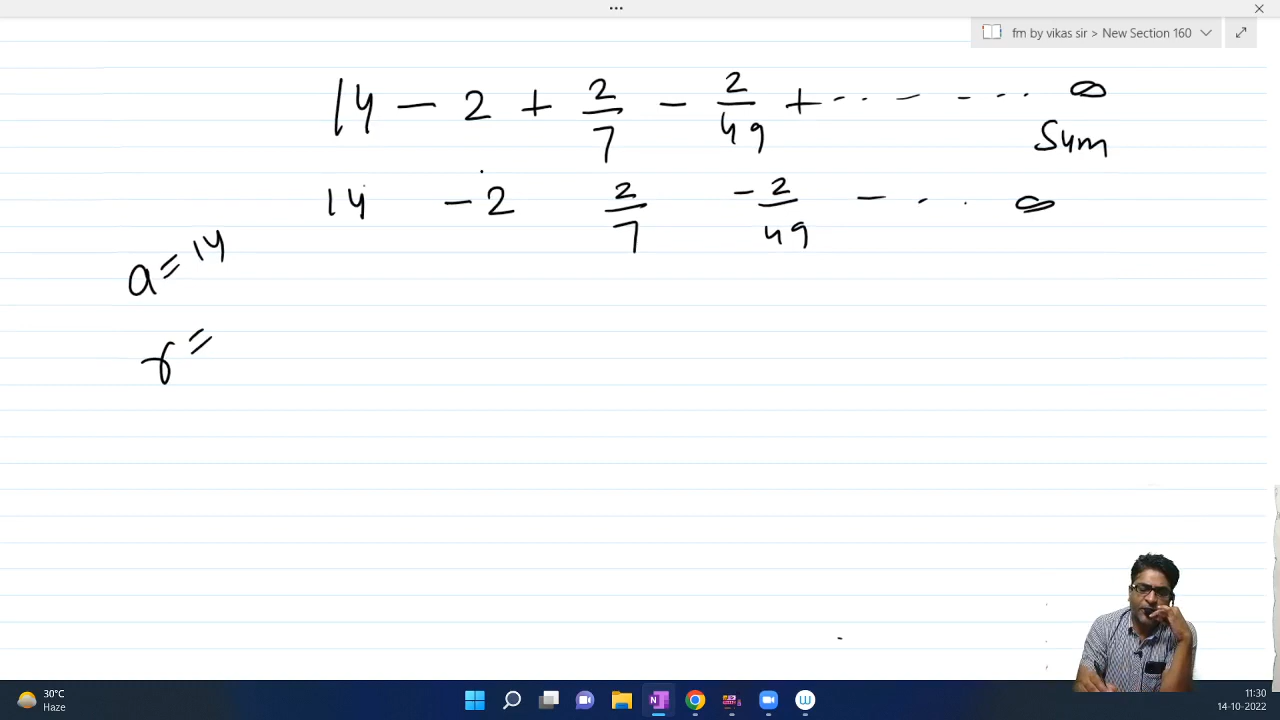 ...
fm by vikas sir > New Section 160
14 - 2 + 2/7 - 2/49 + ------ ∞
Sum
14 -2 2/7 -2/49 - - . ∞
a = 14
r =
30°C
Haze
11:30
14-10-2022